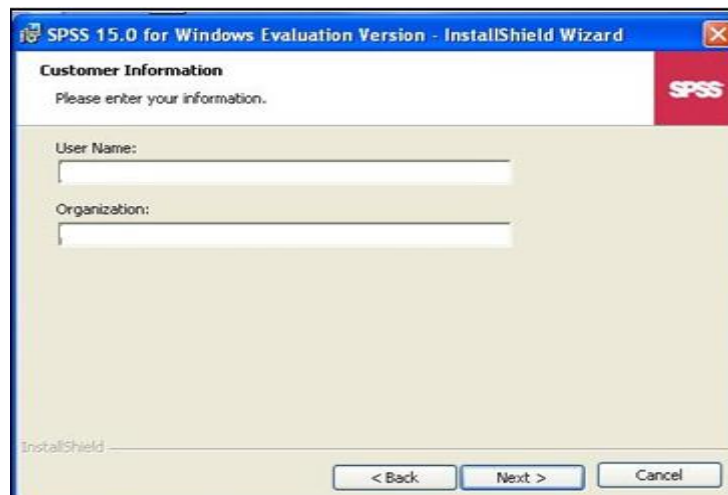 SPSS 15.0 for Windows Evaluation Version - InstallShield Wizard
Customer Information
Please enter your information.
SPSS
User Name:
Organization:
InstallShield
< Back
Next >
Cancel